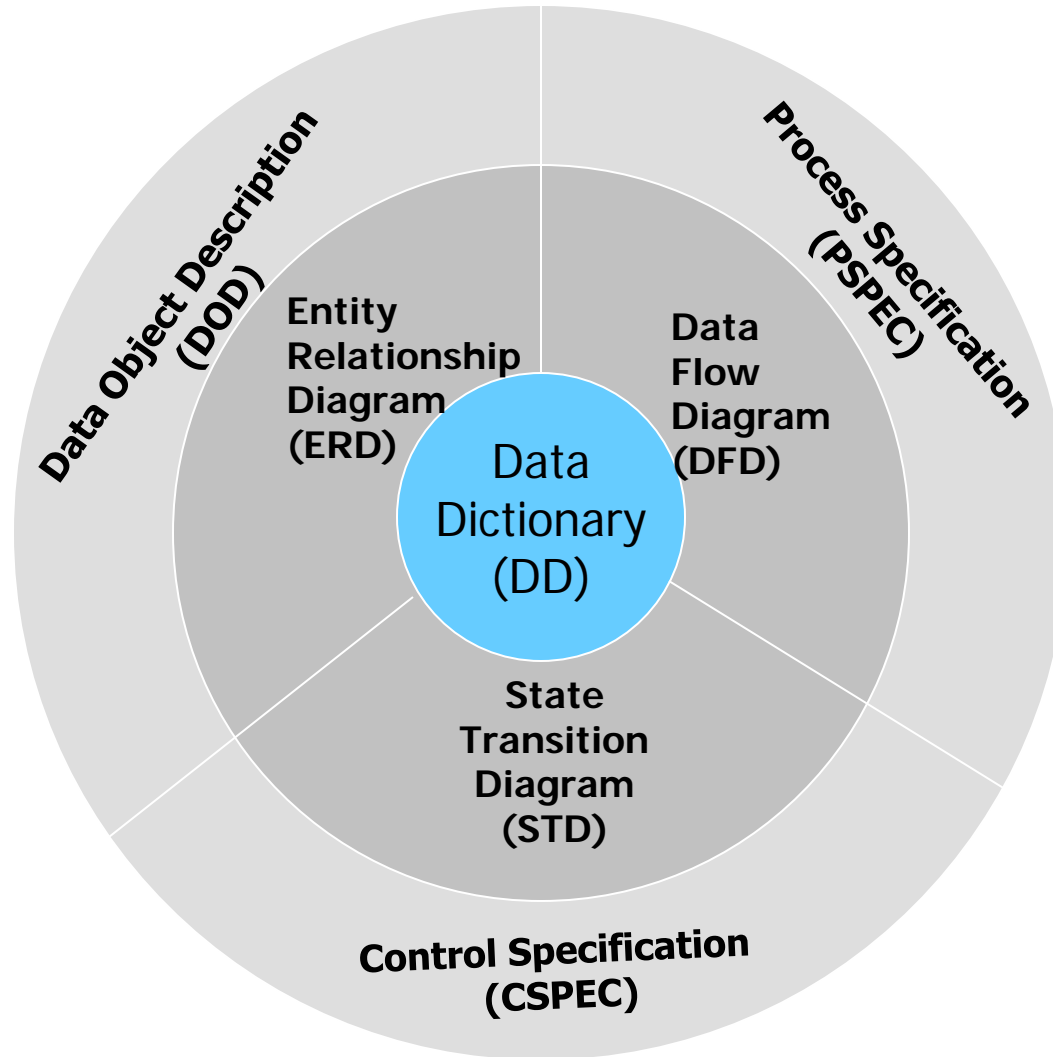 Data Object Description
(DOD)
Process Specification
(PSPEC)
Entity
Relationship
Diagram
(ERD)
Data
Flow
Diagram
(DFD)
Data
Dictionary
(DD)
State
Transition
Diagram
(STD)
Control Specification
(CSPEC)